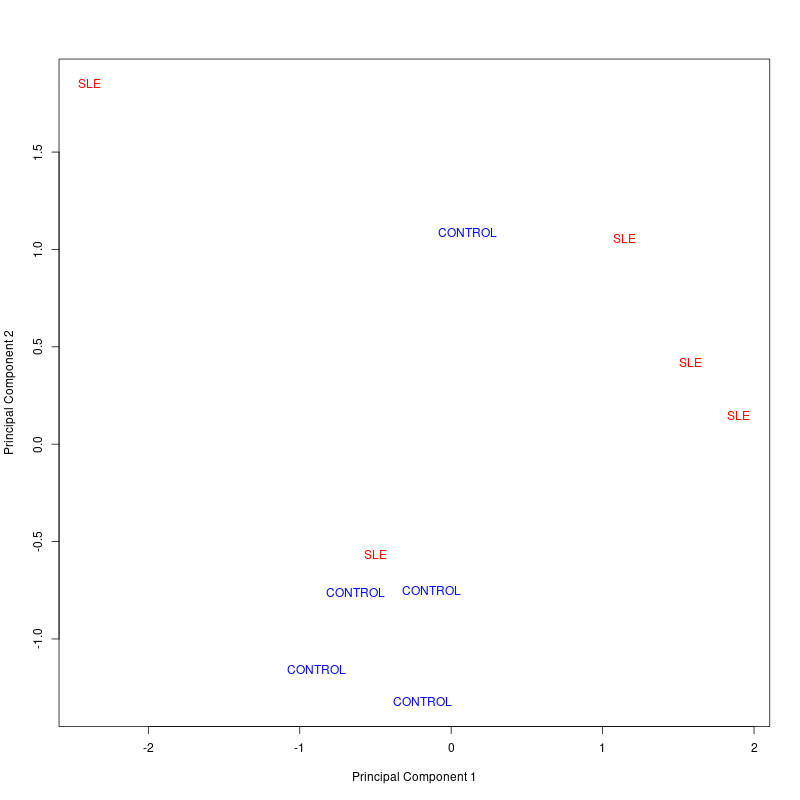 SLE
1.5
CONTROL
SLE
1.0
SLE
0.5
SLE
0.0
Principal Component 2
-0.5
SLE
CONTROL CONTROL
-1.0
CONTROL
CONTROL
-2 -1 0 1 2
Principal Component 1